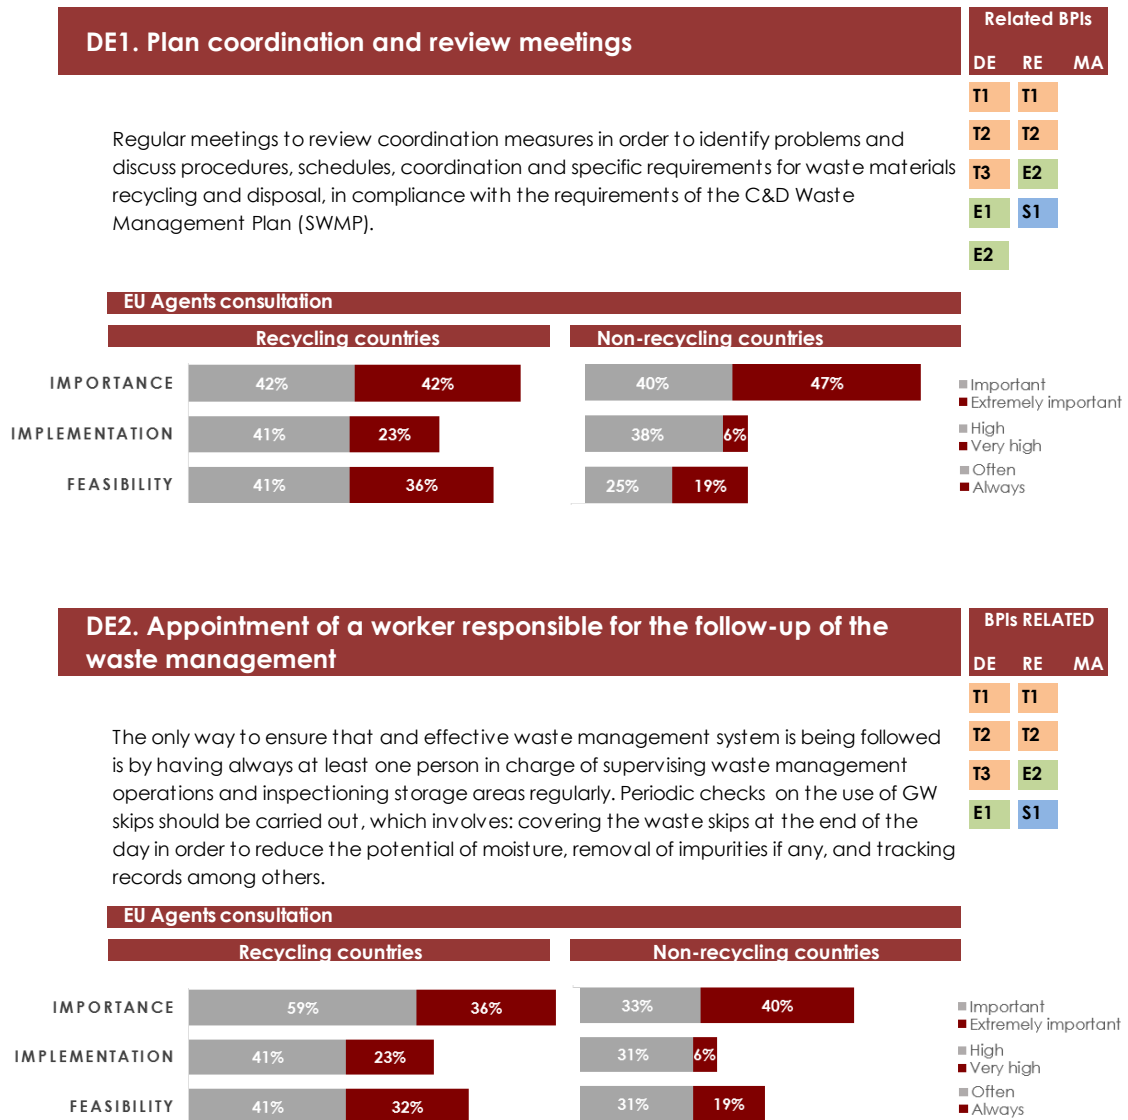 DE1. Plan coordination and review meetings
Related BPIs
DE RE MA
T1 T1
T2 T2
T3 E2
E1 S1
E2
Regular meetings to review coordination measures in order to identify problems and
discuss procedures, schedules, coordination and specific requirements for waste materials
recycling and disposal, in compliance with the requirements of the C&D Waste
Management Plan (SWMP).
EU Agents consultation
Recycling countries
Non-recycling countries
IMPORTANCE 42% 42% 40% 47%
Important
Extremely important
IMPLEMENTATION 41% 23% 38% 6%
High
Very high
FEASIBILITY 41% 36% 25% 19%
Often
Always
DE2. Appointment of a worker responsible for the follow-up of the
waste management
BPIs RELATED
DE RE MA
T1 T1
T2 T2
T3 E2
E1 S1
The only way to ensure that and effective waste management system is being followed
is by having always at least one person in charge of supervising waste management
operations and inspectioning storage areas regularly. Periodic checks on the use of GW
skips should be carried out, which involves: covering the waste skips at the end of the
day in order to reduce the potential of moisture, removal of impurities if any, and tracking
records among others.
EU Agents consultation
Recycling countries
Non-recycling countries
IMPORTANCE 59% 36% 33% 40%
Important
Extremely important
IMPLEMENTATION 41% 23% 31% 6%
High
Very high
FEASIBILITY 41% 32% 31% 19%
Often
Always